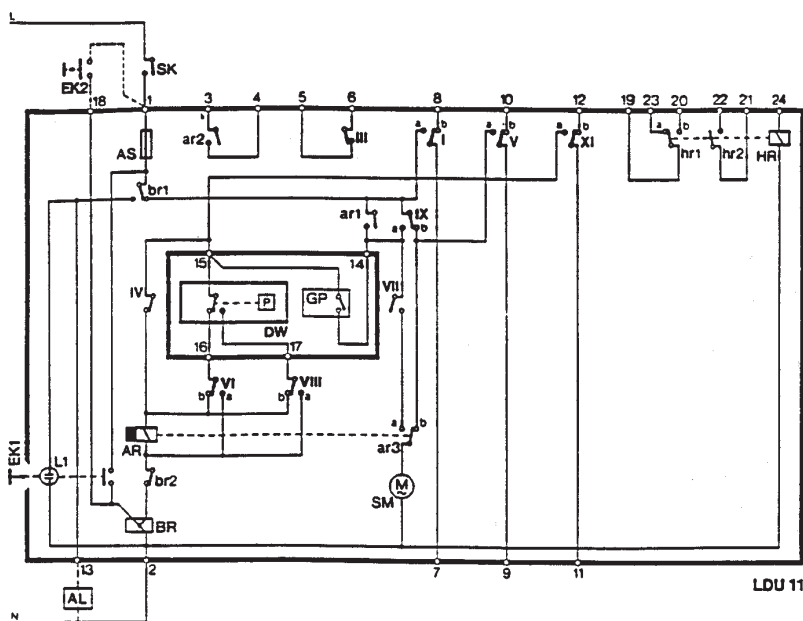 L
SK
EK2
18 1 3 4 5 6 8 10 12 19 23 20 22 21 24
AS
ar2
III
a b I
a b V
a b XI
a b
hr1
hr2
HR
br1
ar1
IX
a b
15
14
IV
P
GP
VII
DW
16
17
VI
VIII
b a
b a
AR
a b
ar3
EK1
L1
br2
M
SM
BR
13 2 7 9 11
LDU 11
AL
N